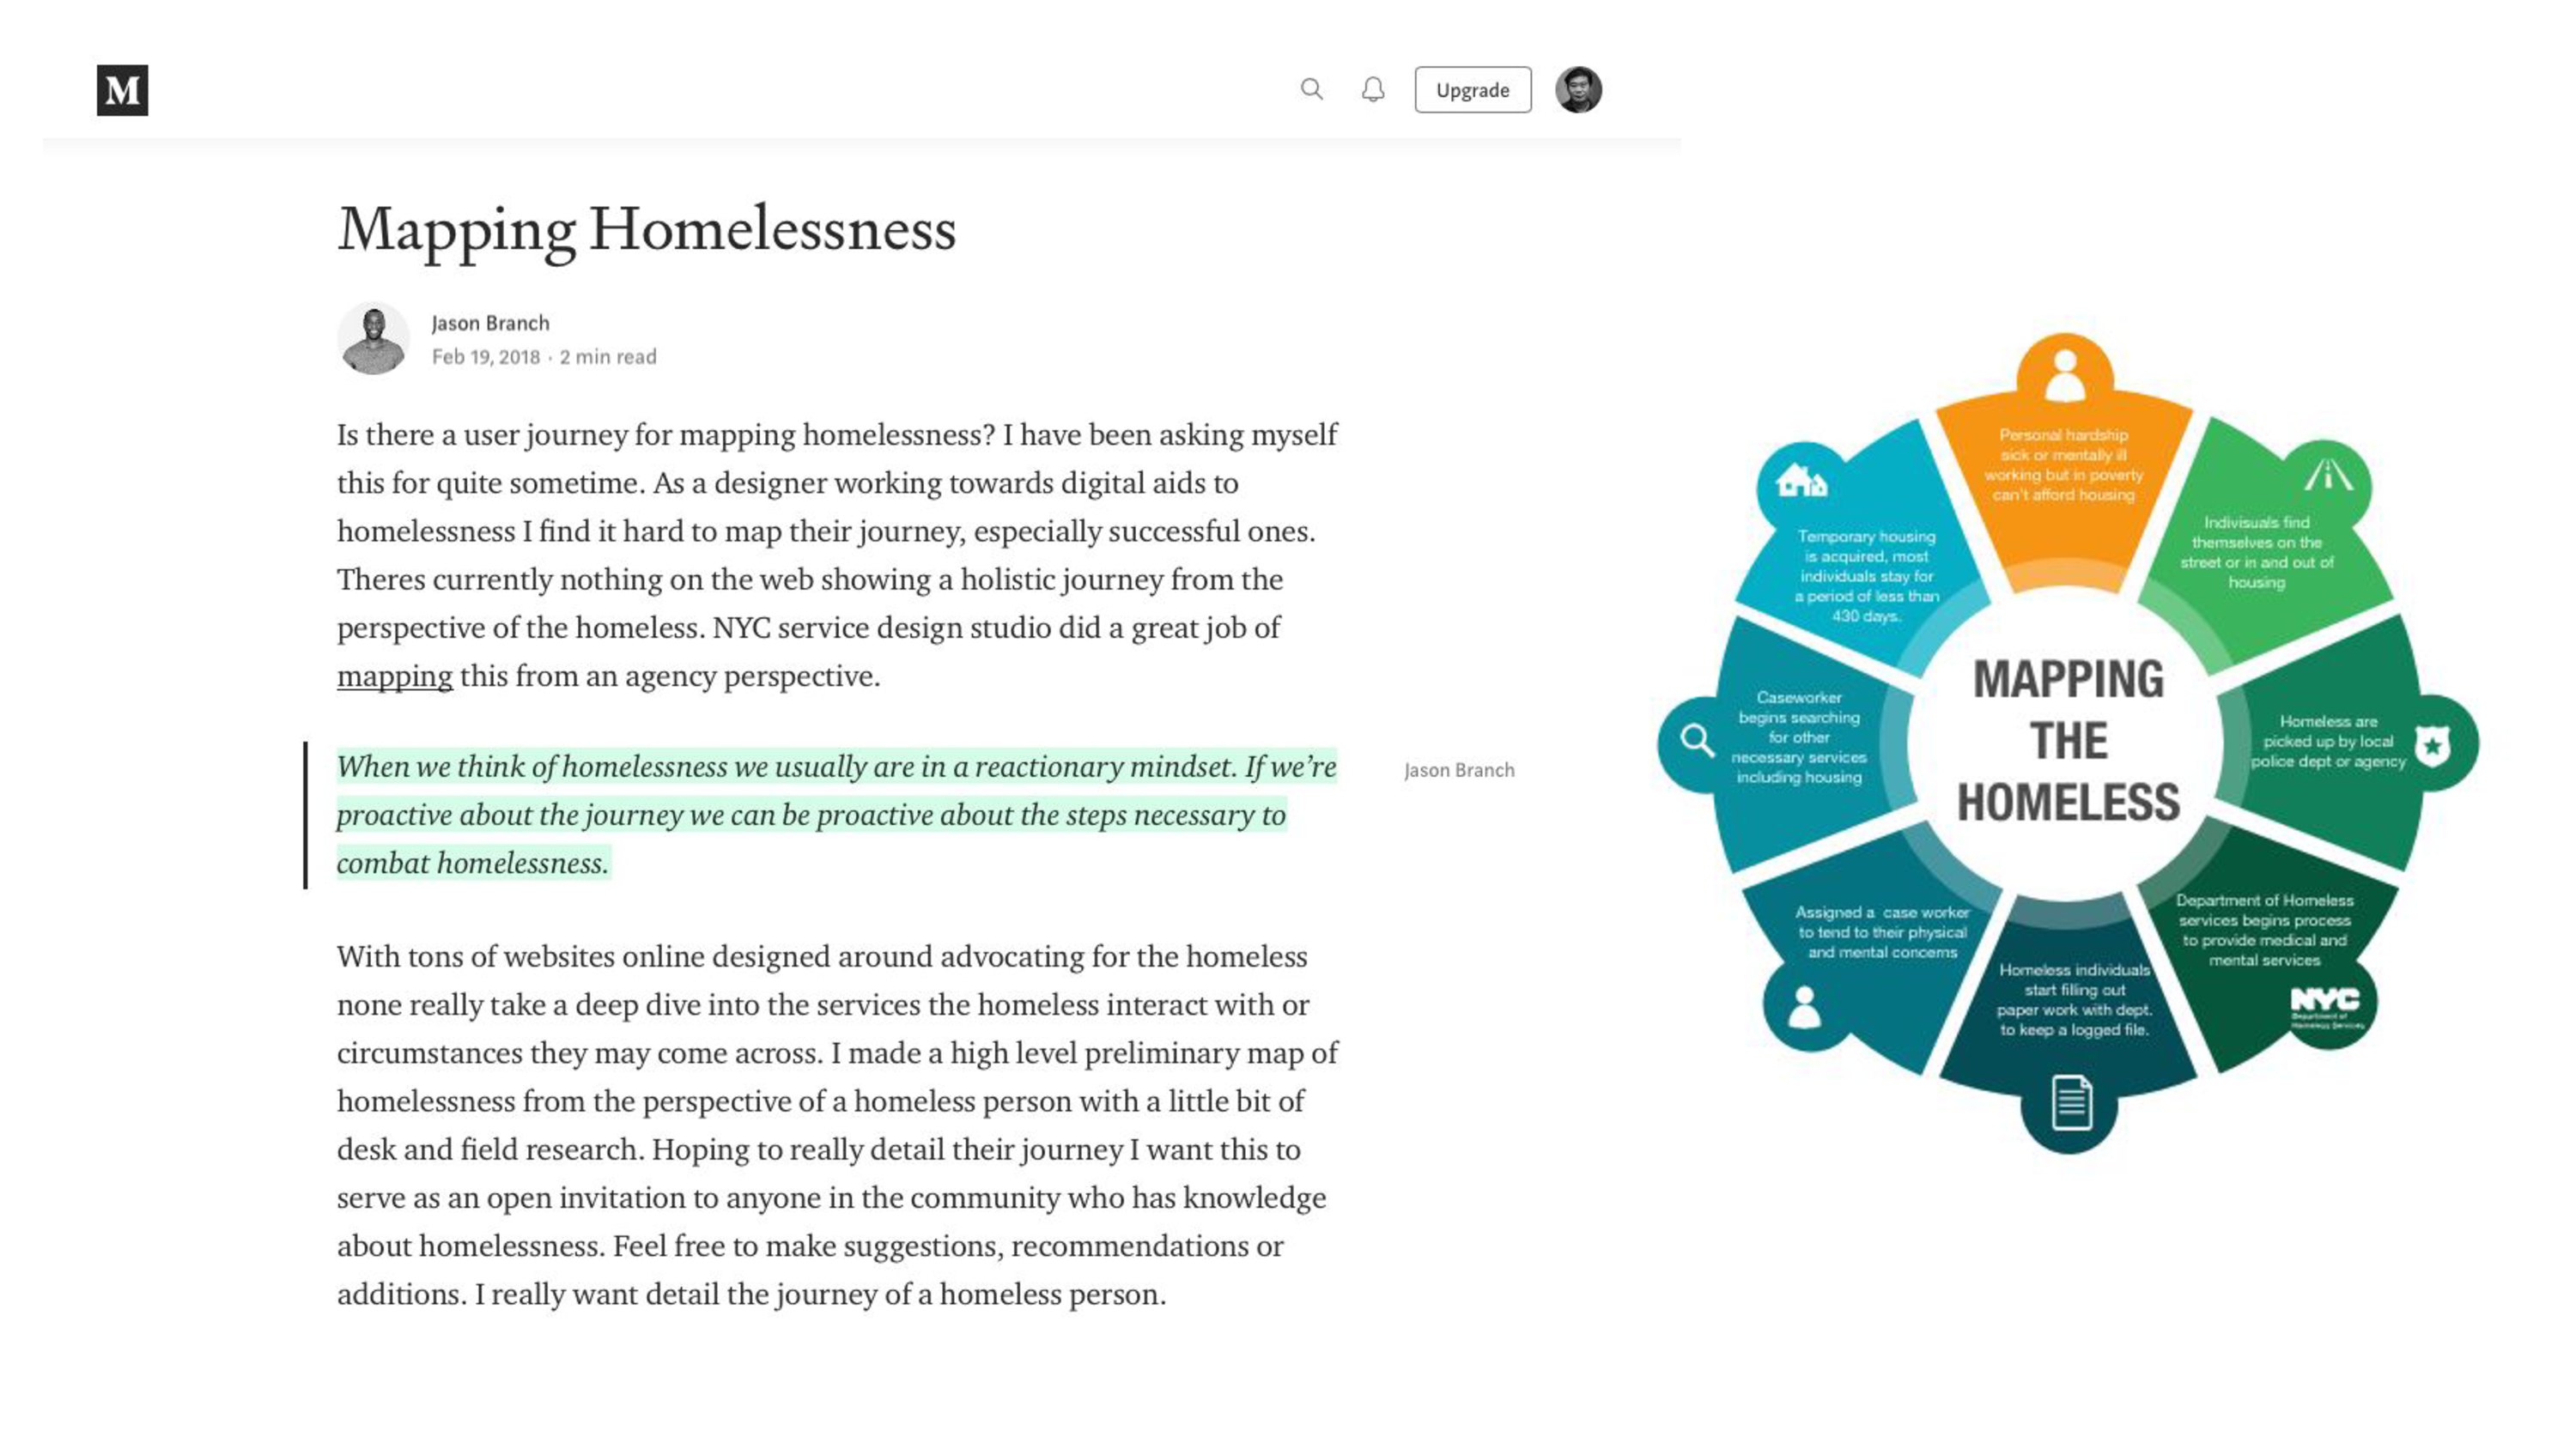 M
Upgrade
Mapping Homelessness
Jason Branch
Feb 19, 2018 · 2 min read
Is there a user journey for mapping homelessness? I have been asking myself
this for quite sometime. As a designer working towards digital aids to
homelessness I find it hard to map their journey, especially successful ones.
Theres currently nothing on the web showing a holistic journey from the
perspective of the homeless. NYC service design studio did a great job of
mapping this from an agency perspective.
When we think of homelessness we usually are in a reactionary mindset. If we're
proactive about the journey we can be proactive about the steps necessary to
combat homelessness.
Jason Branch
With tons of websites online designed around advocating for the homeless
none really take a deep dive into the services the homeless interact with or
circumstances they may come across. I made a high level preliminary map of
homelessness from the perspective of a homeless person with a little bit of
desk and field research. Hoping to really detail their journey I want this to
serve as an open invitation to anyone in the community who has knowledge
about homelessness. Feel free to make suggestions, recommendations or
additions. I really want detail the journey of a homeless person.
MAPPING
THE
HOMELESS
Personal hardship
sick or mentally ill
working but in poverty
can't afford housing
Indivisuals find
themselves on the
street or in and out of
housing
Homeless are
picked up by local
police dept or agency
Department of Homeless
services begins process
to provide medical and
mental services
NYC
Department of
Homeless Services
Homeless individuals
start filling out
paper work with dept.
to keep a logged file.
Assigned a case worker
to tend to their physical
and mental concerns
Caseworker
begins searching
for other
necessary services
including housing
Temporary housing
is acquired, most
individuals stay for
a period of less than
430 days.